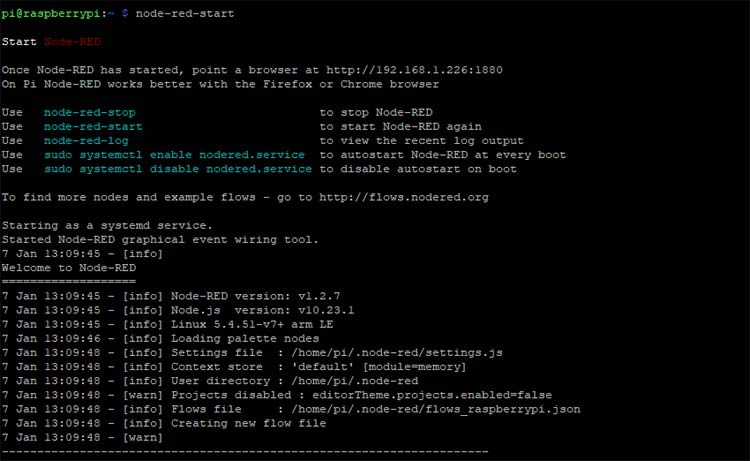 pi@raspberrypi:~ $ node-red-start
Start Node-RED
Once Node-RED has started, point a browser at http://192.168.1.226:1880
On Pi Node-RED works better with the Firefox or Chrome browser
Use node-red-stop to stop Node-RED
Use node-red-start to start Node-RED again
Use node-red-log to view the recent log output
Use sudo systemctl enable nodered.service to autostart Node-RED at every boot
Use sudo systemctl disable nodered.service to disable autostart on boot
To find more nodes and example flows - go to http://flows.nodered.org
Starting as a systemd service.
Started Node-RED graphical event wiring tool.
7 Jan 13:09:45 - [info]
Welcome to Node-RED
===================
7 Jan 13:09:45 - [info] Node-RED version: v1.2.7
7 Jan 13:09:45 - [info] Node.js  version: v10.23.1
7 Jan 13:09:45 - [info] Linux 5.4.51-v7+ arm LE
7 Jan 13:09:46 - [info] Loading palette nodes
7 Jan 13:09:48 - [info] Settings file  : /home/pi/.node-red/settings.js
7 Jan 13:09:48 - [info] Context store  : 'default' [module=memory]
7 Jan 13:09:48 - [info] User directory : /home/pi/.node-red
7 Jan 13:09:48 - [warn] Projects disabled : editorTheme.projects.enabled=false
7 Jan 13:09:48 - [info] Flows file     : /home/pi/.node-red/flows_raspberrypi.json
7 Jan 13:09:48 - [info] Creating new flow file
7 Jan 13:09:48 - [warn]
---------------------------------------------------------------------